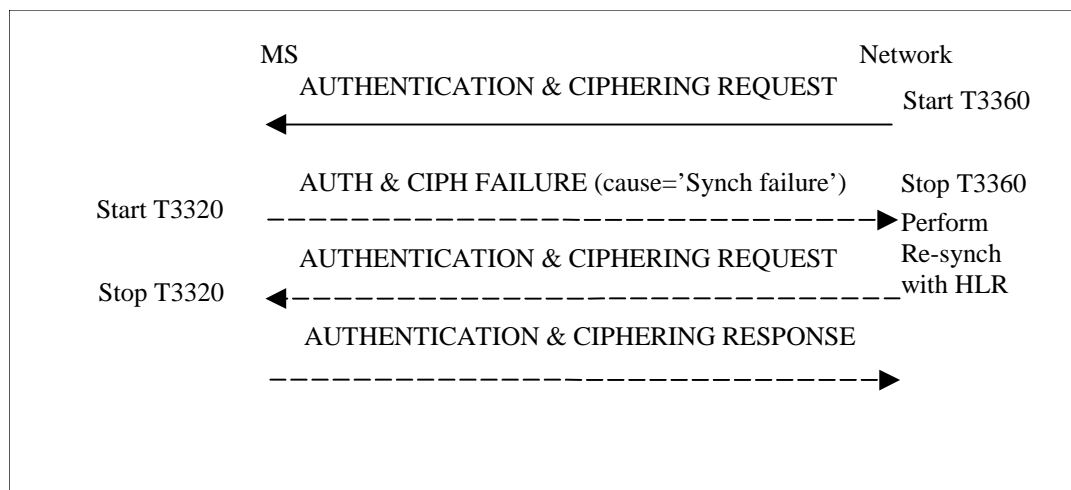 MS
Network
AUTHENTICATION & CIPHERING REQUEST
Start T3360
AUTH & CIPH FAILURE (cause=’Synch failure’)
Stop T3360
Start T3320
Perform
Re-synch
with HLR
AUTHENTICATION & CIPHERING REQUEST
Stop T3320
AUTHENTICATION & CIPHERING RESPONSE